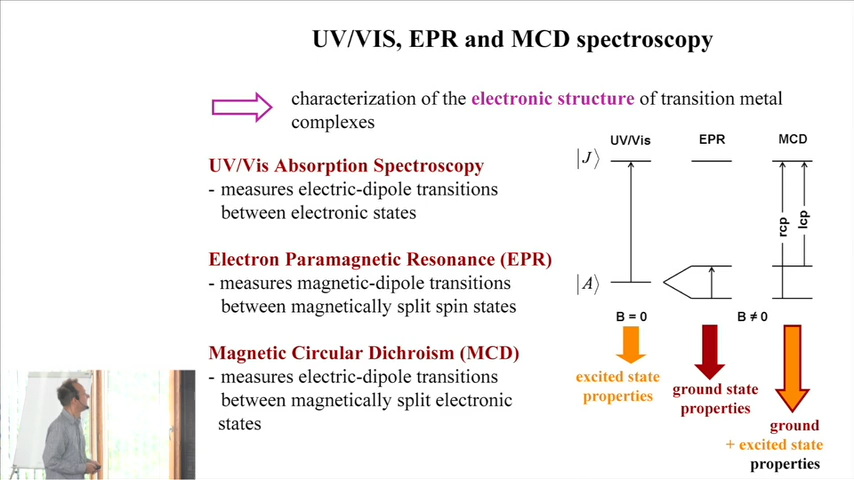 UV/VIS, EPR and MCD spectroscopy
characterization of the electronic structure of transition metal
complexes
UV/Vis Absorption Spectroscopy
- measures electric-dipole transitions
between electronic states
Electron Paramagnetic Resonance (EPR)
- measures magnetic-dipole transitions
between magnetically split spin states
Magnetic Circular Dichroism (MCD)
- measures electric-dipole transitions
between magnetically split electronic
states
UV/Vis EPR MCD
|J⟩
rcp lcp
|A⟩
B = 0 B ≠ 0
excited state
properties
ground state
properties
ground
+ excited state
properties